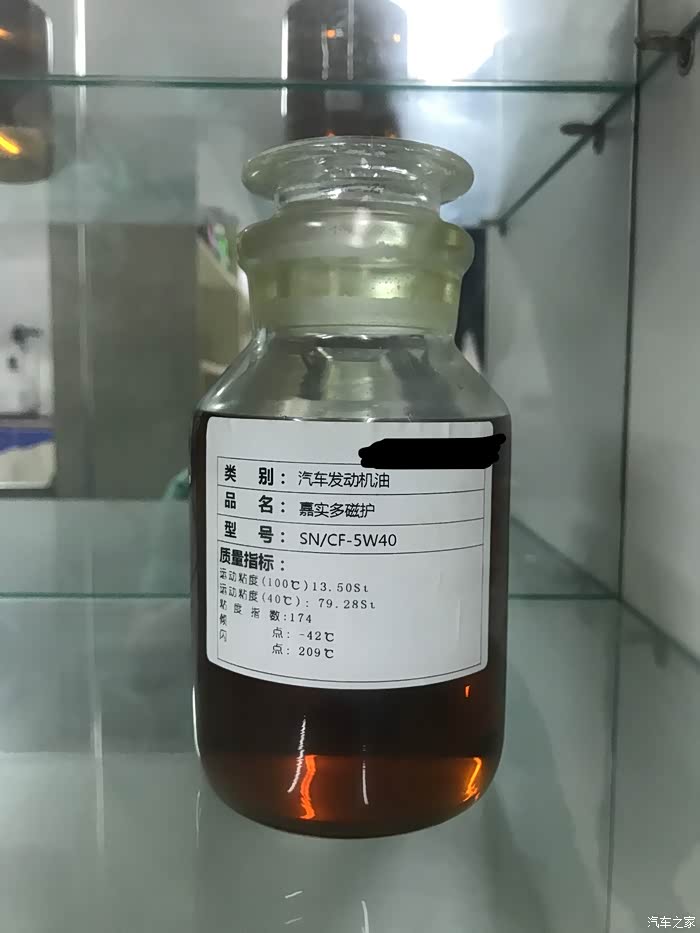 类 别：汽车发动机油
品 名：嘉实多磁护
型 号：SN/CF-5W40
质量指标：
运动粘度(100℃)13.50St
运动粘度(40℃): 79.28St
粘度指数:174
倾 点: -42℃
闪 点: 209℃
汽车之家